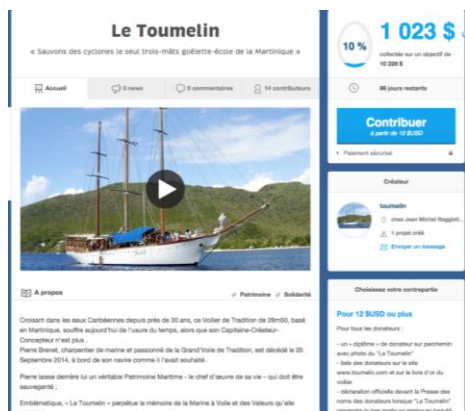 Le Toumelin
« Sauvons des cyclones le seul trois-mâts goélette-école de la Martinique »
Accueil
0 news
0 commentaires
14 contributeurs
A propos
Patrimoine
Solidarité
Croisant dans les eaux Caribéennes depuis près de 30 ans, ce Voilier de Tradition de 28m50, basé
en Martinique, souffre aujourd'hui de l'usure du temps, alors que son Capitaine-Créateur-
Concepteur n'est plus .
Pierre Brenet, charpentier de marine et passionné de la Grand'Voile de Tradition, est décédé le 05
Septembre 2014, à bord de son navire comme il l'avait souhaité .
Pierre laisse derrière lui un véritable Patrimoine Maritime - le chef d'œuvre de sa vie – qui doit être
sauvegardé ;
Emblématique, « Le Toumelin » perpétue la mémoire de la Marine à Voile et des Valeurs qu'elle
10 %
1 023 $
collectés sur un objectif de
10 229 $
96 jours restants
Contribuer
à partir de 12 $USD
Paiement sécurisé
Créateur
toumelin
chez Jean Michel Raggioli...
1 projet créé
Envoyer un message
Choisissez votre contrepartie
Pour 12 $USD ou plus
Pour tous les donateurs :
- un « diplôme » de donateur sur parchemin
avec photo du "Le Toumelin"
- liste des donateurs sur le site
www.toumelin.com et sur le livre d'or du
voilier
- déclaration officielle devant la Presse des
noms des donateurs lorsque "Le Toumelin"